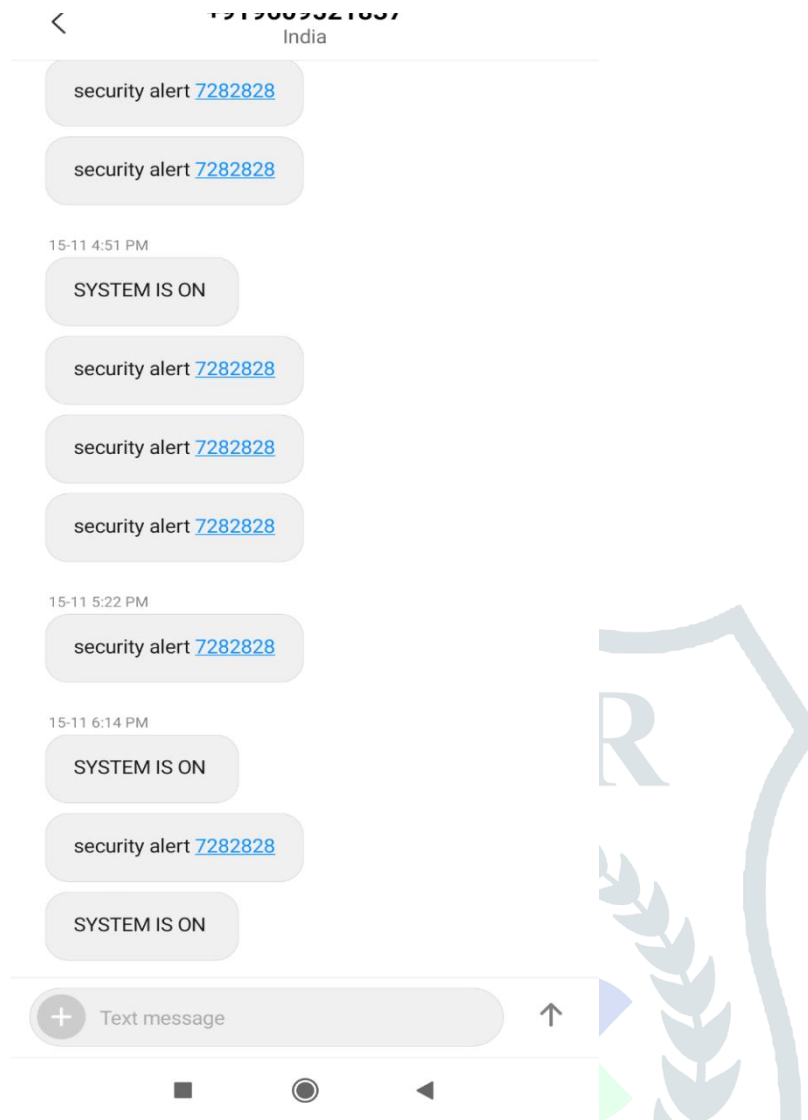 India
security alert 7282828
security alert 7282828
15-11 4:51 PM
SYSTEM IS ON
security alert 7282828
security alert 7282828
security alert 7282828
15-11 5:22 PM
security alert 7282828
15-11 6:14 PM
SYSTEM IS ON
security alert 7282828
SYSTEM IS ON
Text message
R